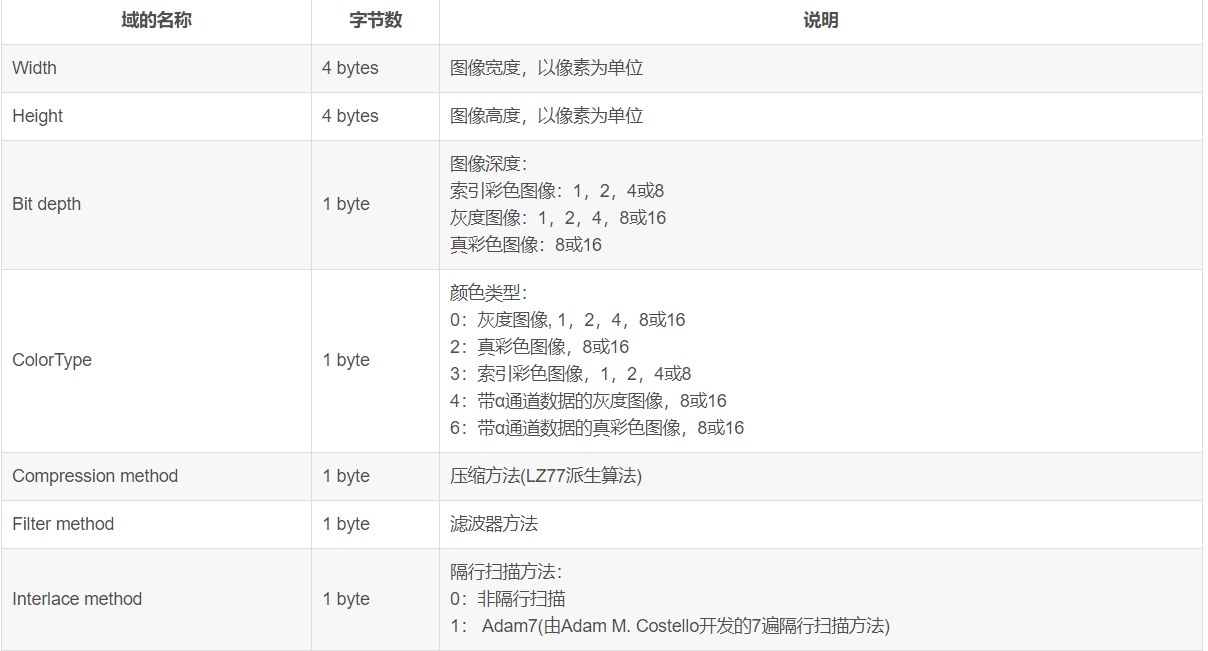 域的名称 字节数 说明
Width 4 bytes 图像宽度，以像素为单位
Height 4 bytes 图像高度，以像素为单位
Bit depth 1 byte 图像深度：
索引彩色图像：1，2，4或8
灰度图像：1，2，4，8或16
真彩色图像：8或16
ColorType 1 byte 颜色类型：
0：灰度图像, 1，2，4，8或16
2：真彩色图像，8或16
3：索引彩色图像，1，2，4或8
4：带α通道数据的灰度图像，8或16
6：带α通道数据的真彩色图像，8或16
Compression method 1 byte 压缩方法(LZ77派生算法)
Filter method 1 byte 滤波器方法
Interlace method 1 byte 隔行扫描方法：
0：非隔行扫描
1： Adam7(由Adam M. Costello开发的7遍隔行扫描方法)